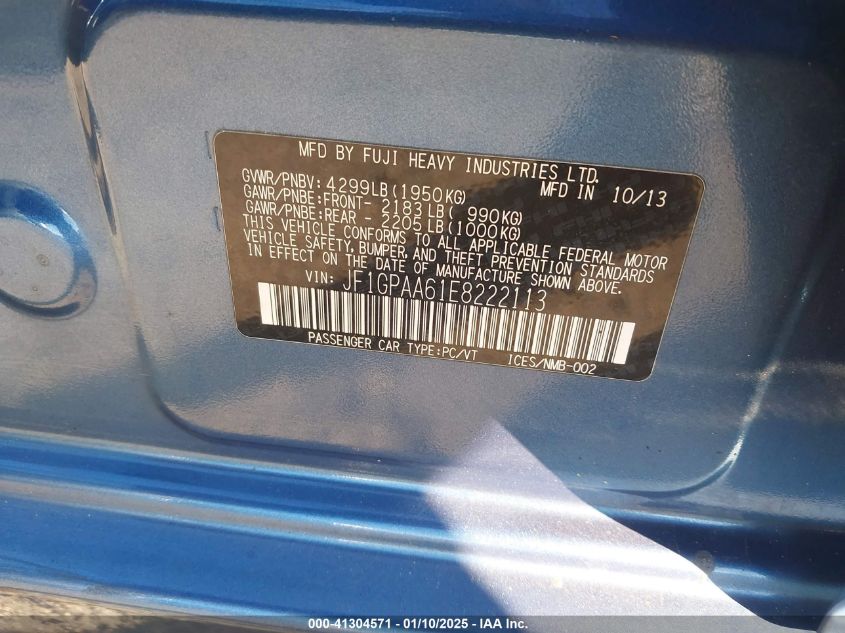 MFD BY FUJI HEAVY INDUSTRIES LTD.
GVWR/PNBV: 4299LB(1950KG) MFD IN 10/13
GAWR/PNBE:FRONT- 2183LB( 990KG)
GAWR/PNBE:REAR - 2205LB(1000KG)
THIS VEHICLE CONFORMS TO ALL APPLICABLE FEDERAL MOTOR
VEHICLE SAFETY, BUMPER, AND THEFT PREVENTION STANDARDS
IN EFFECT ON THE DATE OF MANUFACTURE SHOWN ABOVE.
VIN: JF1GPAA61E8222113
PASSENGER CAR TYPE:PC/VT ICES/NMB-002
000-41304571 - 01/10/2025 - IAA Inc.